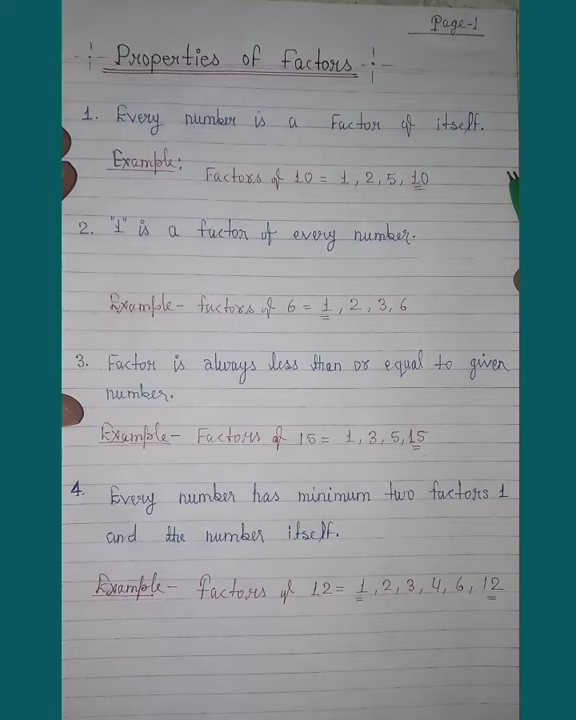 Page-1
Properties of Factors
1. Every number is a Factor of itself.
Example: Factors of 10 = 1, 2, 5, 10
2. "1" is a factor of every number.
Example- factors of 6 = 1, 2, 3, 6
3. Factor is always less than or equal to given
number.
Example- Factors of 15 = 1, 3, 5, 15
4. Every number has minimum two factors 1
and the number itself.
Example- Factors of 12 = 1, 2, 3, 4, 6, 12